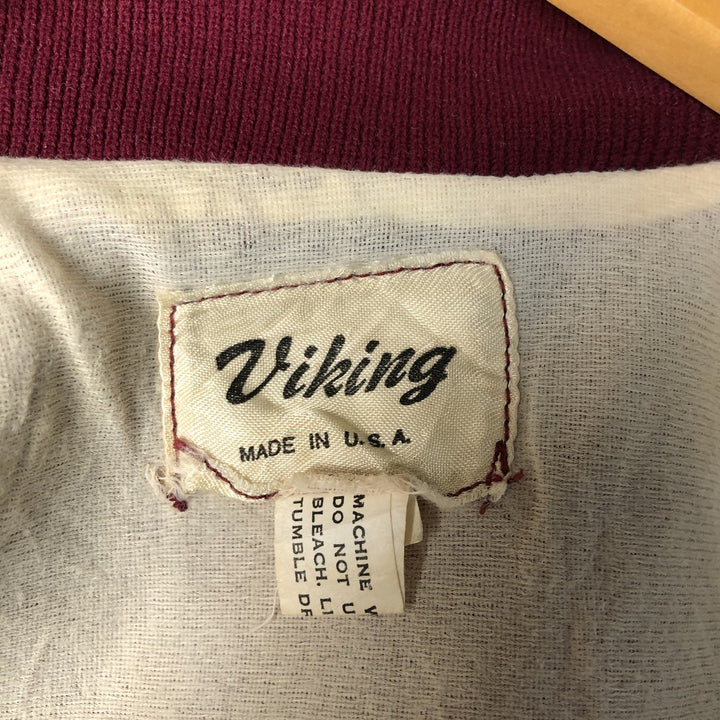 Viking
MADE IN U.S.A.
MACHINE
DO NOT
BLEACH.
TUMBLE